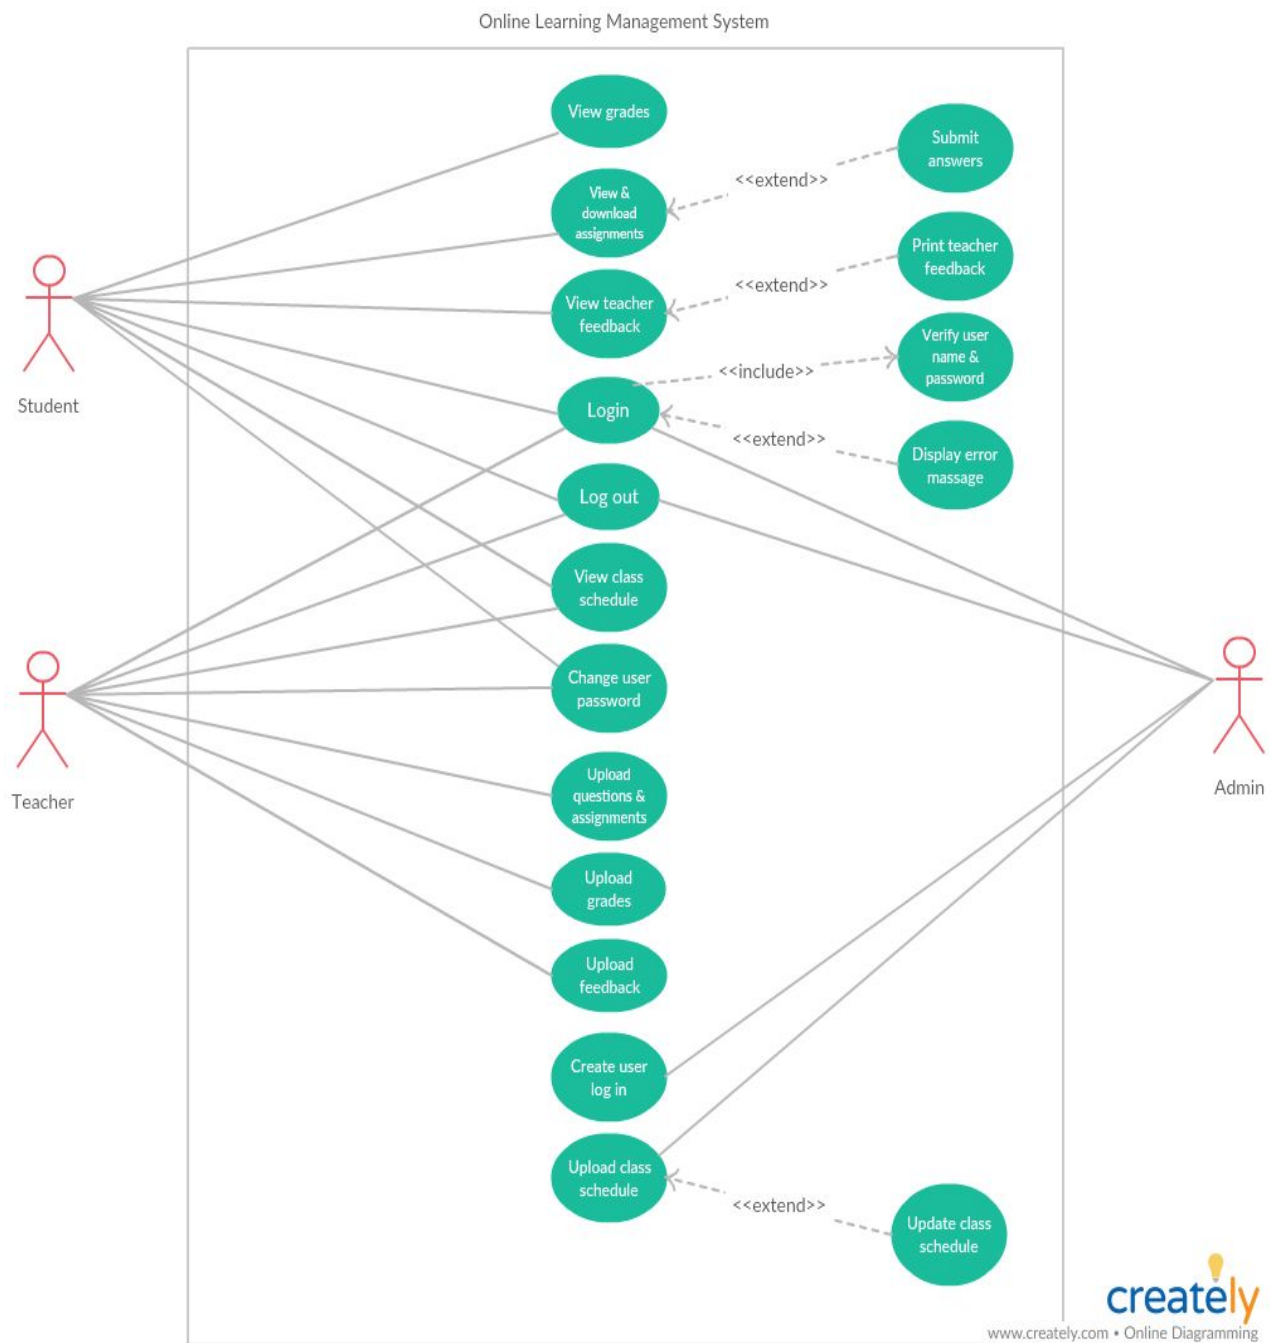 Online Learning Management System
View grades
Submit
answers
<<extend>>
View &
download
assignments
Print teacher
feedback
<<extend>>
View teacher
feedback
Verify user
name &
password
<<include>>
Student
Login
<<extend>>
Display error
massage
Log out
View class
schedule
Change user
password
Teacher
Admin
Upload
questions &
assignments
Upload
grades
Upload
feedback
Create user
log in
Upload class
schedule
<<extend>>
Update class
schedule
creately
www.creately.com • Online Diagramming